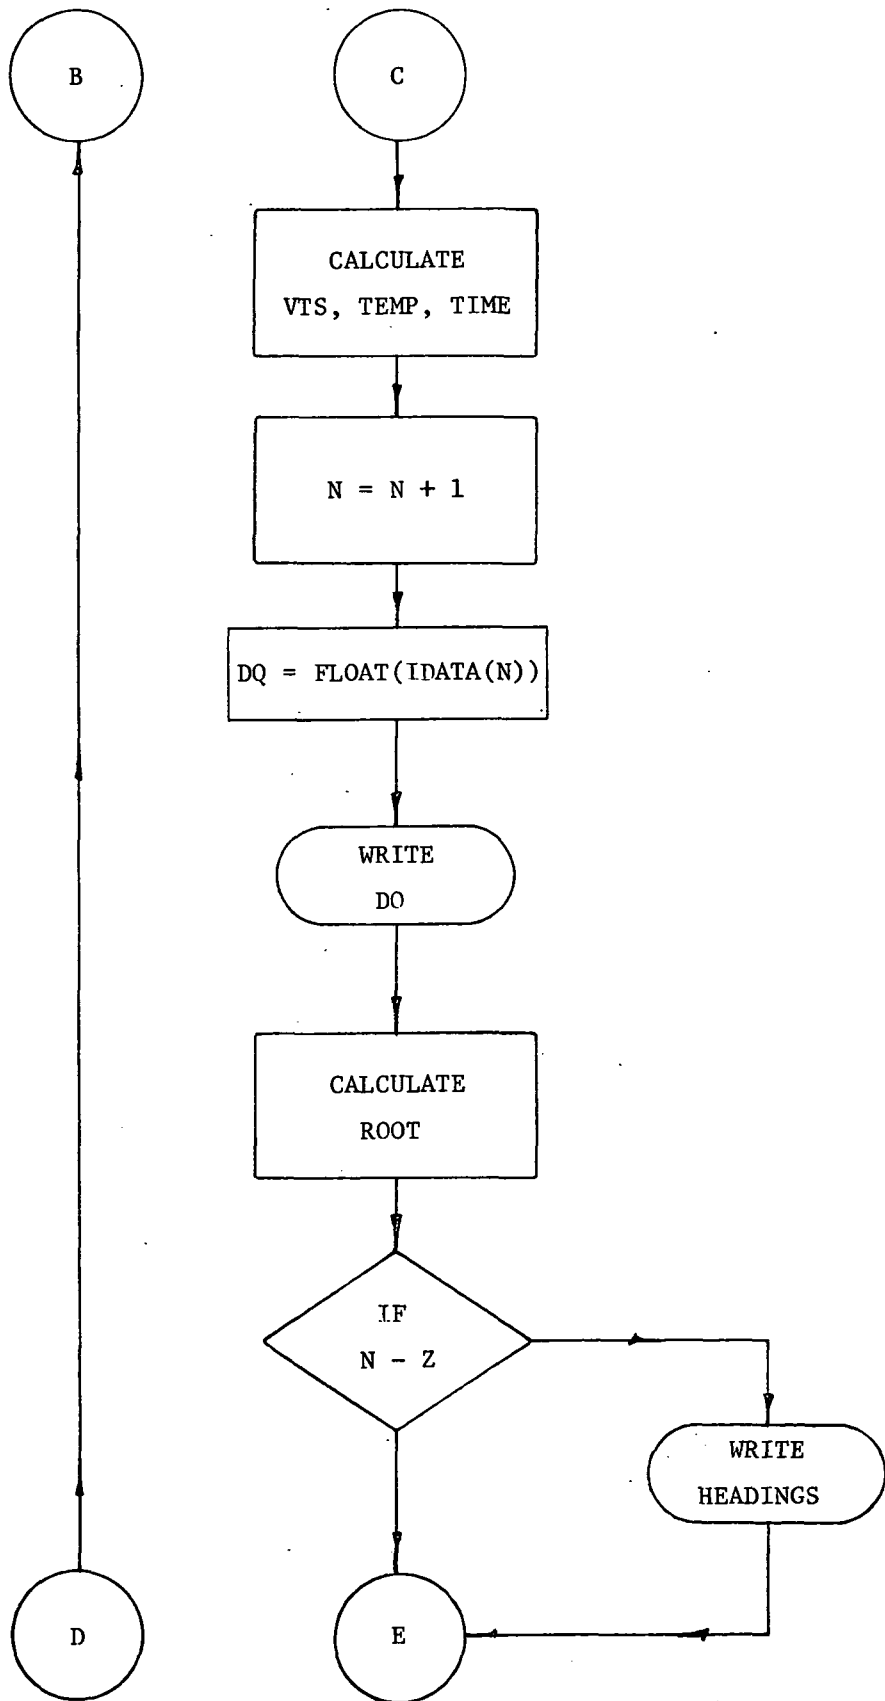 B
C
CALCULATE
VTS, TEMP, TIME
N = N + 1
DQ = FLOAT(IDATA(N))
WRITE
DO
CALCULATE
ROOT
IF
N - Z
WRITE
HEADINGS
D
E